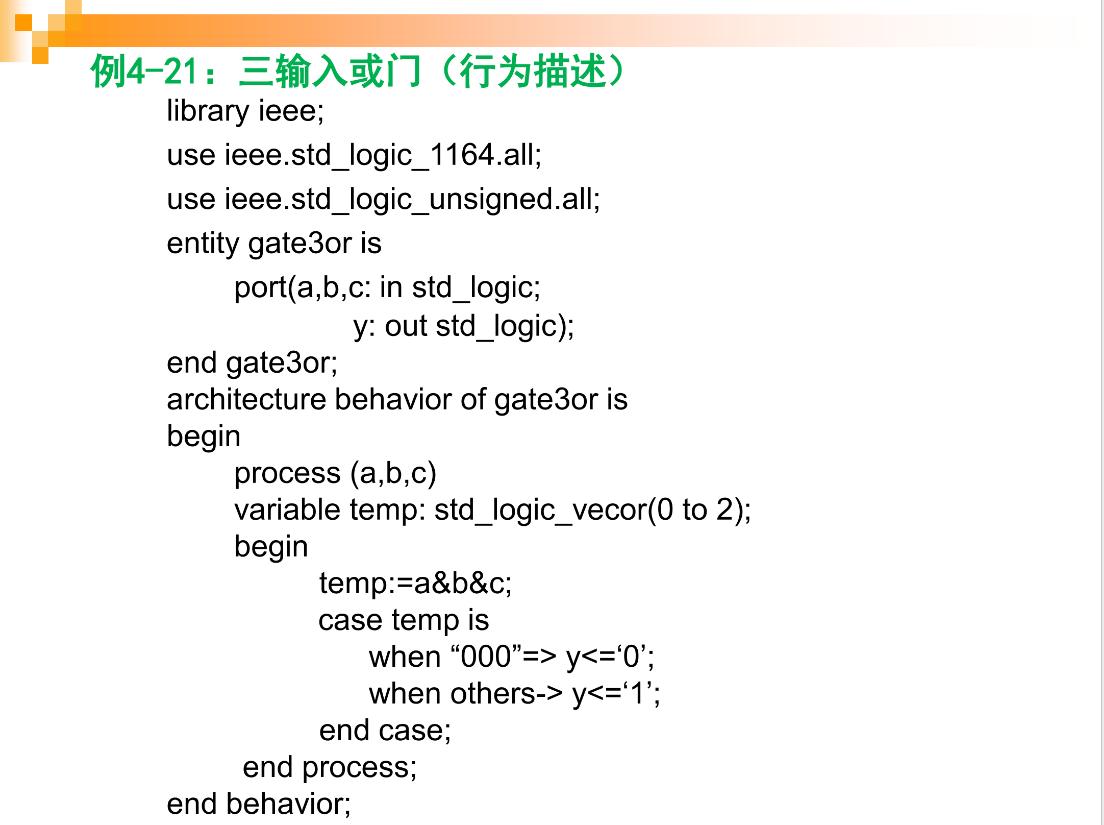 例4-21：三输入或门（行为描述）
library ieee;
use ieee.std_logic_1164.all;
use ieee.std_logic_unsigned.all;
entity gate3or is
port(a,b,c: in std_logic;
y: out std_logic);
end gate3or;
architecture behavior of gate3or is
begin
process (a,b,c)
variable temp: std_logic_vecor(0 to 2);
begin
temp:=a&b&c;
case temp is
when “000”=> y<=‘0’;
when others-> y<=‘1’;
end case;
end process;
end behavior;